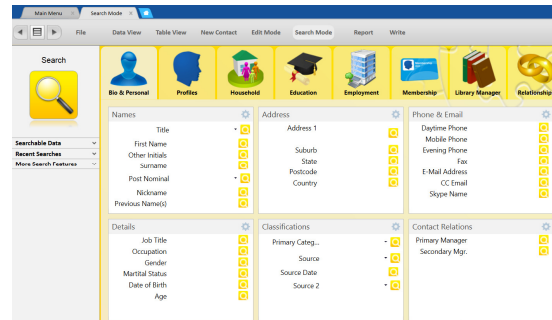 Main Menu
Search Mode
File Data View Table View New Contact Edit Mode Search Mode Report Write
Search
Searchable Data
Recent Searches
More Search Features
Bio & Personal Profiles Household Education Employment Membership Library Manager Relationship
Names
Title
First Name
Other Initials
Surname
Post Nominal
Nickname
Previous Name(s)
Address
Address 1
Suburb
State
Postcode
Country
Phone & Email
Daytime Phone
Mobile Phone
Evening Phone
Fax
E-Mail Address
CC Email
Skype Name
Details
Job Title
Occupation
Gender
Martital Status
Date of Birth
Age
Classifications
Primary Categ...
Source
Source Date
Source 2
Contact Relations
Primary Manager
Secondary Mgr.